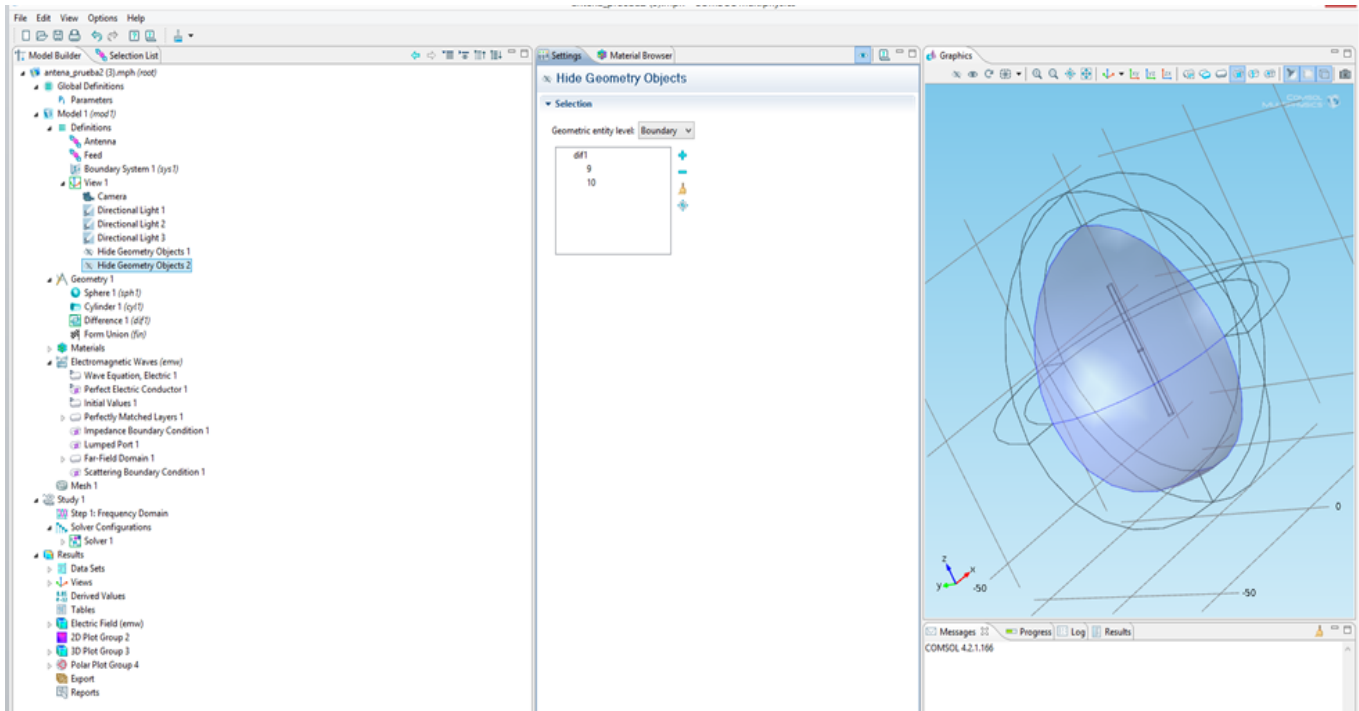 File Edit View Options Help
Model Builder Selection List
antena_prueba2 (3).mph (root)
Global Definitions
Parameters
Model 1 (mod1)
Definitions
Antenna
Feed
Boundary System 1 (sys1)
View 1
Camera
Directional Light 1
Directional Light 2
Directional Light 3
Hide Geometry Objects 1
Hide Geometry Objects 2
Geometry 1
Sphere 1 (sph1)
Cylinder 1 (cyl1)
Difference 1 (dif1)
Form Union (fin)
Materials
Electromagnetic Waves (emw)
Wave Equation, Electric 1
Perfect Electric Conductor 1
Initial Values 1
Perfectly Matched Layers 1
Impedance Boundary Condition 1
Lumped Port 1
Far-Field Domain 1
Scattering Boundary Condition 1
Mesh 1
Study 1
Step 1: Frequency Domain
Solver Configurations
Solver 1
Results
Data Sets
Views
Derived Values
Tables
Electric Field (emw)
2D Plot Group 2
3D Plot Group 3
Polar Plot Group 4
Export
Reports
Settings Material Browser
Hide Geometry Objects
Selection
Geometric entity level: Boundary
dif1
9
10
Graphics
COMSOL
0
-50
-50
z
x
y
Messages Progress Log Results
COMSOL 4.2.1.166